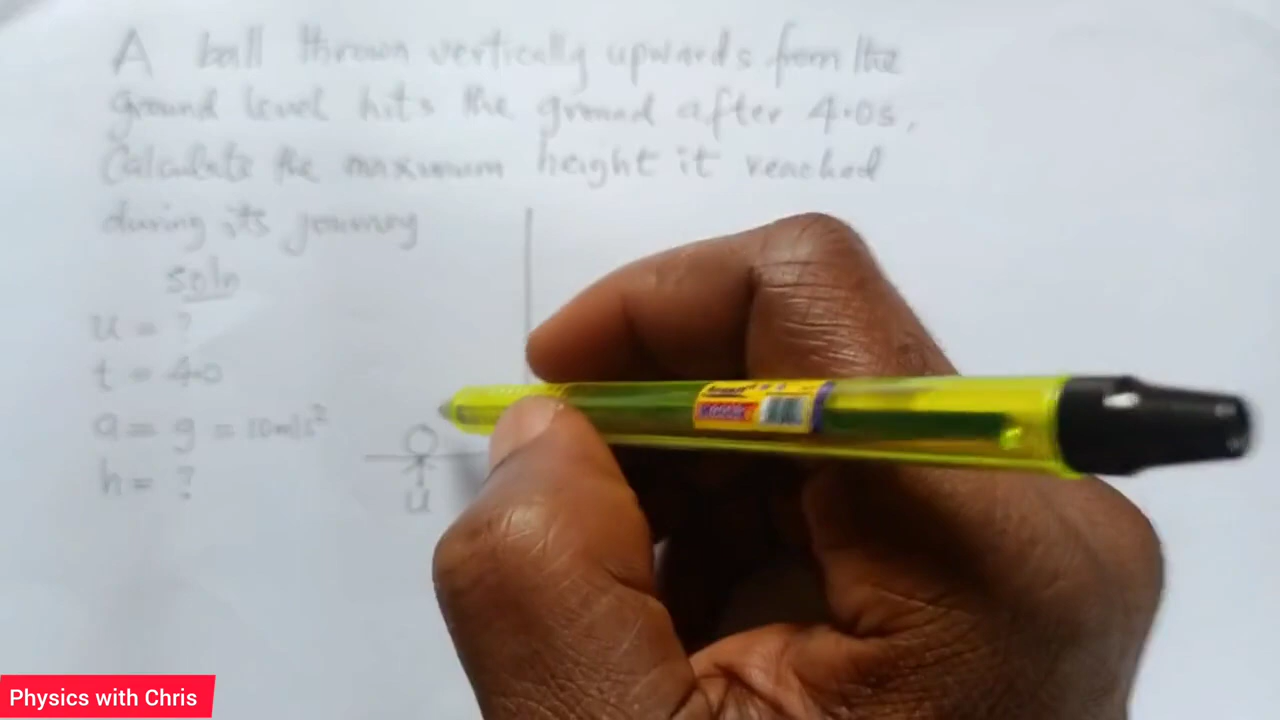 A ball thrown vertically upwards from the
ground level hits the ground after 4.0s,
Calculate the maximum height it reached
during its journey
soln
u = ?
t = 4.0
a = g = 10m/s²
h = ?
u
Physics with Chris